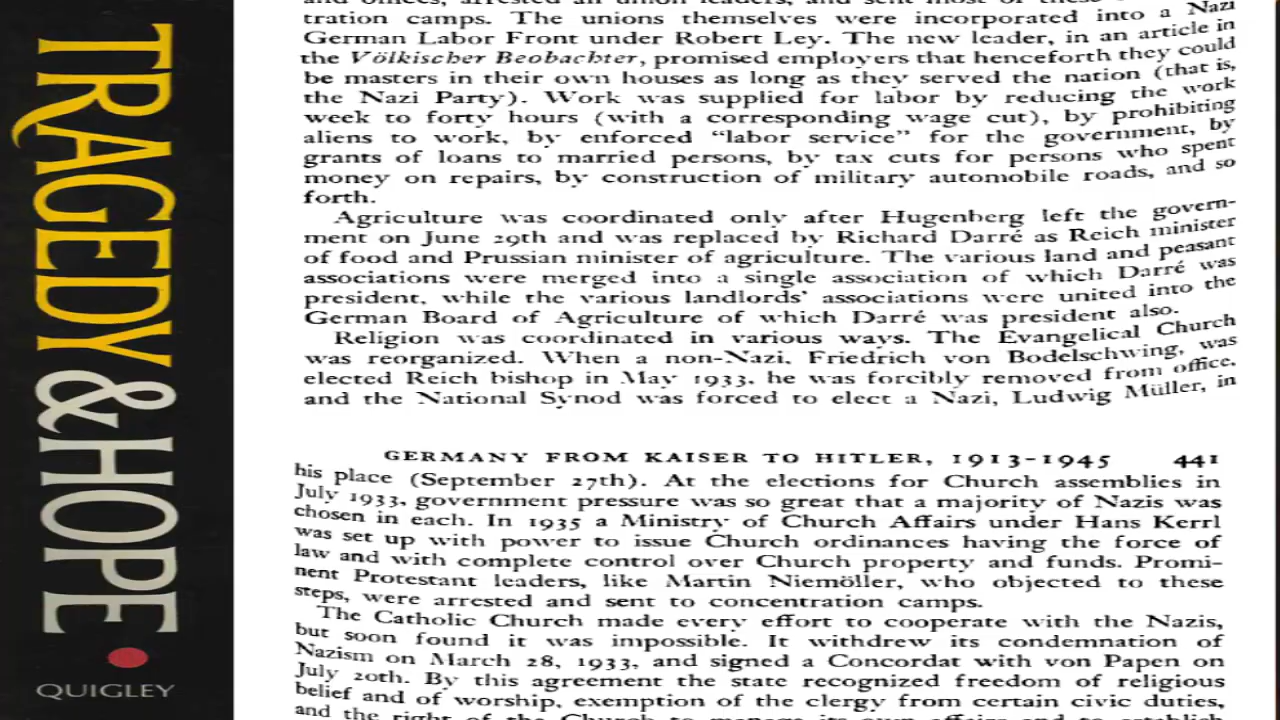 TRAGEDY & HOPE
QUIGLEY
tration camps. The unions themselves were incorporated into a Nazi
German Labor Front under Robert Ley. The new leader, in an article in
the Völkischer Beobachter, promised employers that henceforth they could
be masters in their own houses as long as they served the nation (that is,
the Nazi Party). Work was supplied for labor by reducing the work
week to forty hours (with a corresponding wage cut), by prohibiting
aliens to work, by enforced “labor service” for the government, by
grants of loans to married persons, by tax cuts for persons who spent
money on repairs, by construction of military automobile roads, and so
forth.
Agriculture was coordinated only after Hugenberg left the govern-
ment on June 29th and was replaced by Richard Darré as Reich minister
of food and Prussian minister of agriculture. The various land and peasant
associations were merged into a single association of which Darré was
president, while the various landlords’ associations were united into the
German Board of Agriculture of which Darré was president also.
Religion was coordinated in various ways. The Evangelical Church
was reorganized. When a non-Nazi, Friedrich von Bodelschwing, was
elected Reich bishop in May 1933, he was forcibly removed from office,
and the National Synod was forced to elect a Nazi, Ludwig Müller, in
GERMANY FROM KAISER TO HITLER, 1913–1945 441
his place (September 27th). At the elections for Church assemblies in
July 1933, government pressure was so great that a majority of Nazis was
chosen in each. In 1935 a Ministry of Church Affairs under Hans Kerrl
was set up with power to issue Church ordinances having the force of
law and with complete control over Church property and funds. Promi-
nent Protestant leaders, like Martin Niemöller, who objected to these
steps, were arrested and sent to concentration camps.
The Catholic Church made every effort to cooperate with the Nazis,
but soon found it was impossible. It withdrew its condemnation of
Nazism on March 28, 1933, and signed a Concordat with von Papen on
July 20th. By this agreement the state recognized freedom of religious
belief and of worship, exemption of the clergy from certain civic duties,